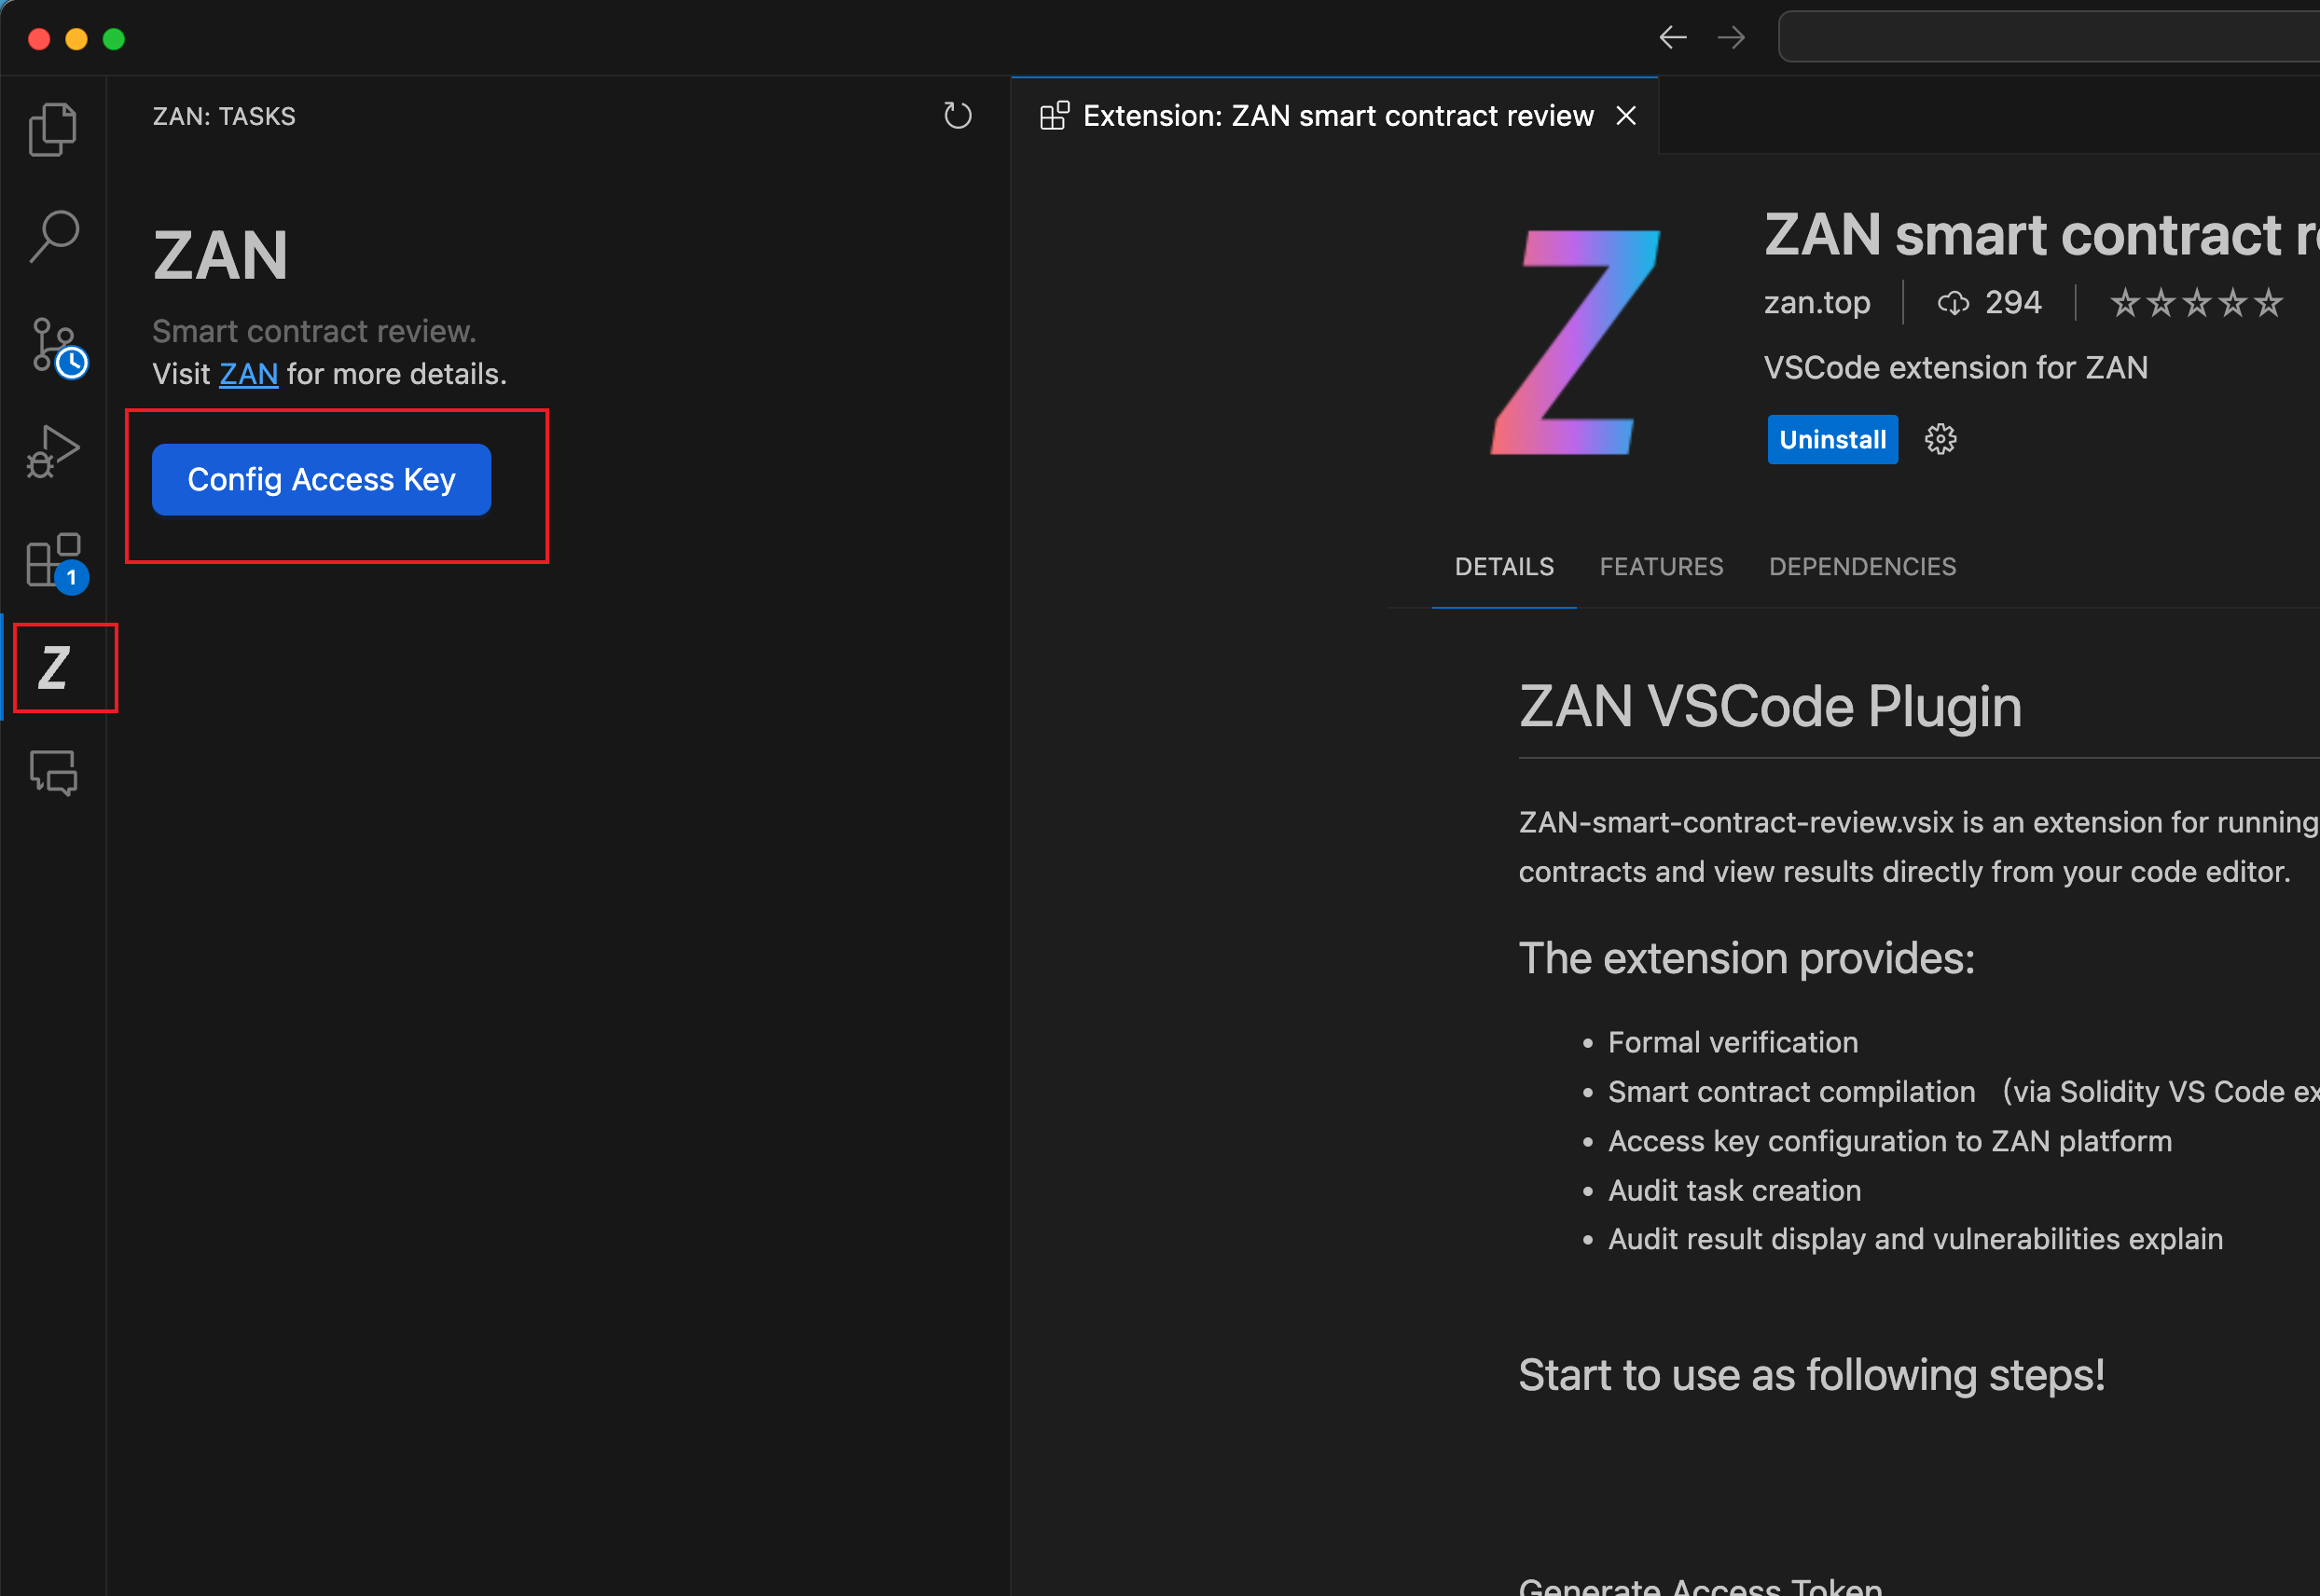 ZAN: TASKS
ZAN
Smart contract review.
Visit ZAN for more details.
Config Access Key
1
Z
Extension: ZAN smart contract review
Z
ZAN smart contract
zan.top
294
VSCode extension for ZAN
Uninstall
DETAILS
FEATURES
DEPENDENCIES
ZAN VSCode Plugin
ZAN-smart-contract-review.vsix is an extension for running
contracts and view results directly from your code editor.
The extension provides:
• Formal verification
• Smart contract compilation (via Solidity VS Code
• Access key configuration to ZAN platform
• Audit task creation
• Audit result display and vulnerabilities explain
Start to use as following steps!
Generate Access Token